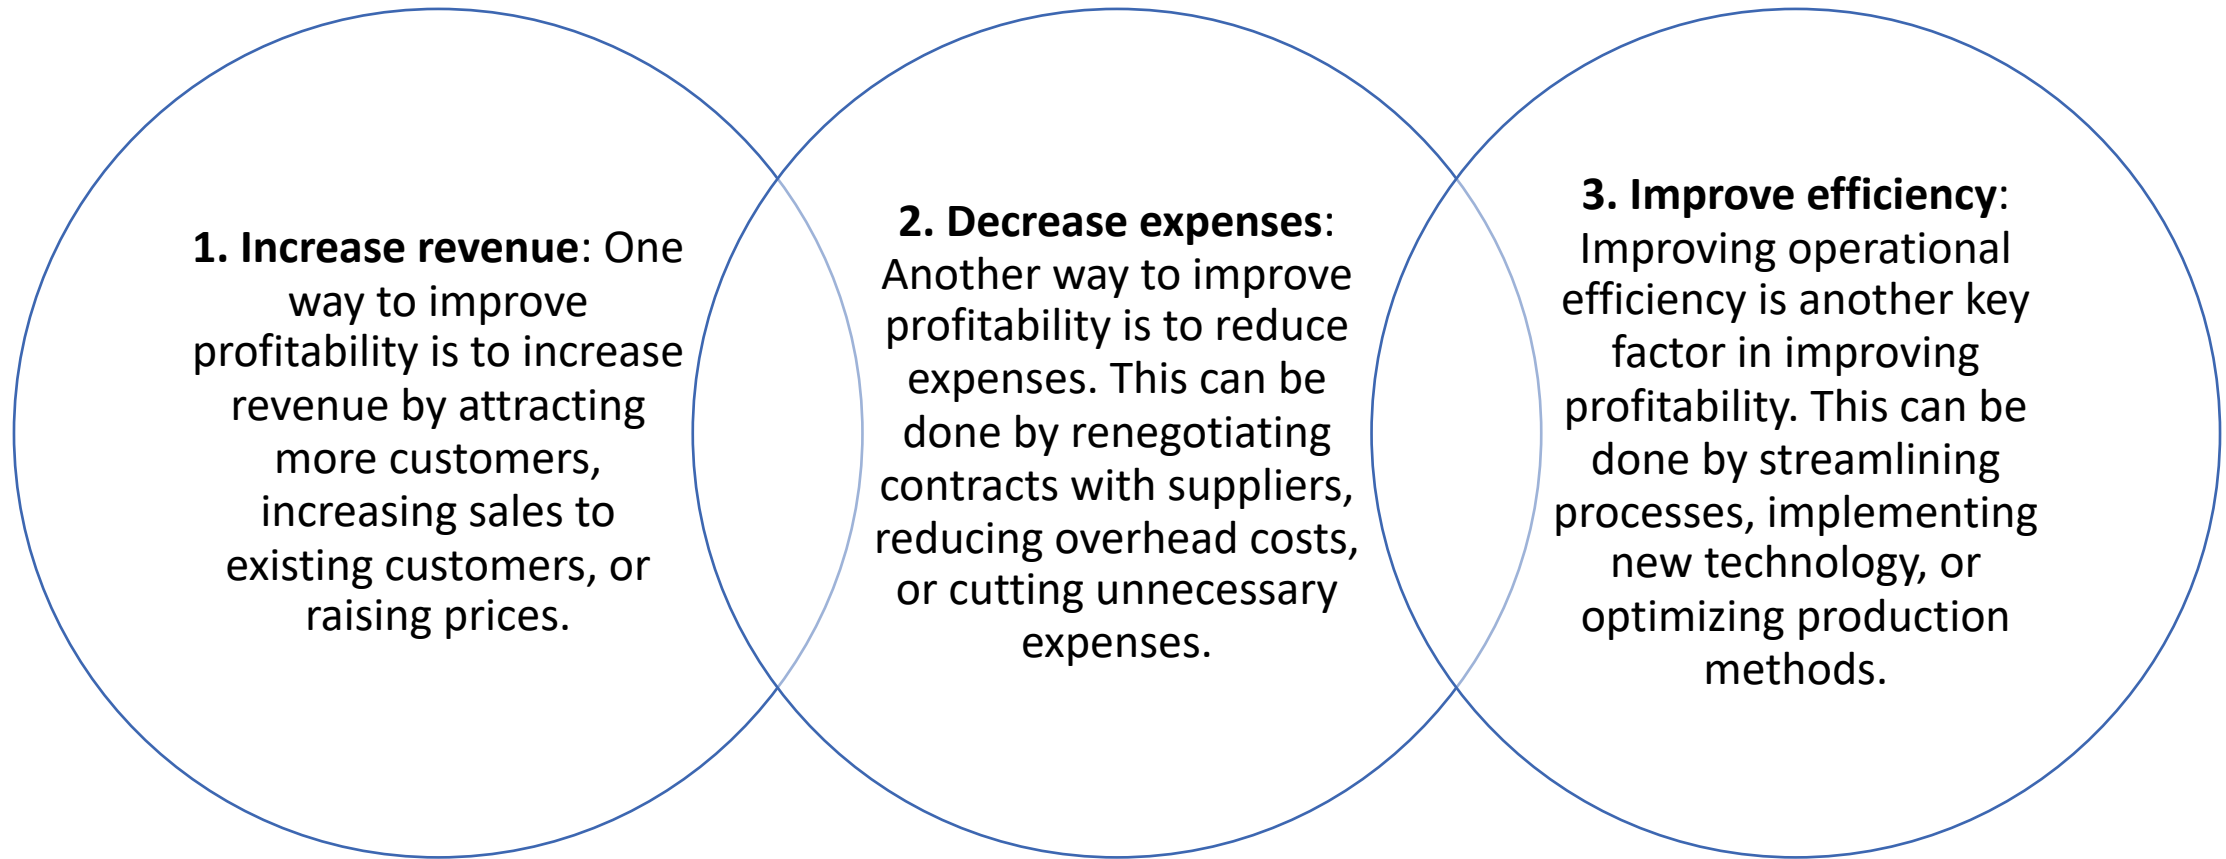 1. Increase revenue: One
way to improve
profitability is to increase
revenue by attracting
more customers,
increasing sales to
existing customers, or
raising prices.
2. Decrease expenses:
Another way to improve
profitability is to reduce
expenses. This can be
done by renegotiating
contracts with suppliers,
reducing overhead costs,
or cutting unnecessary
expenses.
3. Improve efficiency:
Improving operational
efficiency is another key
factor in improving
profitability. This can be
done by streamlining
processes, implementing
new technology, or
optimizing production
methods.